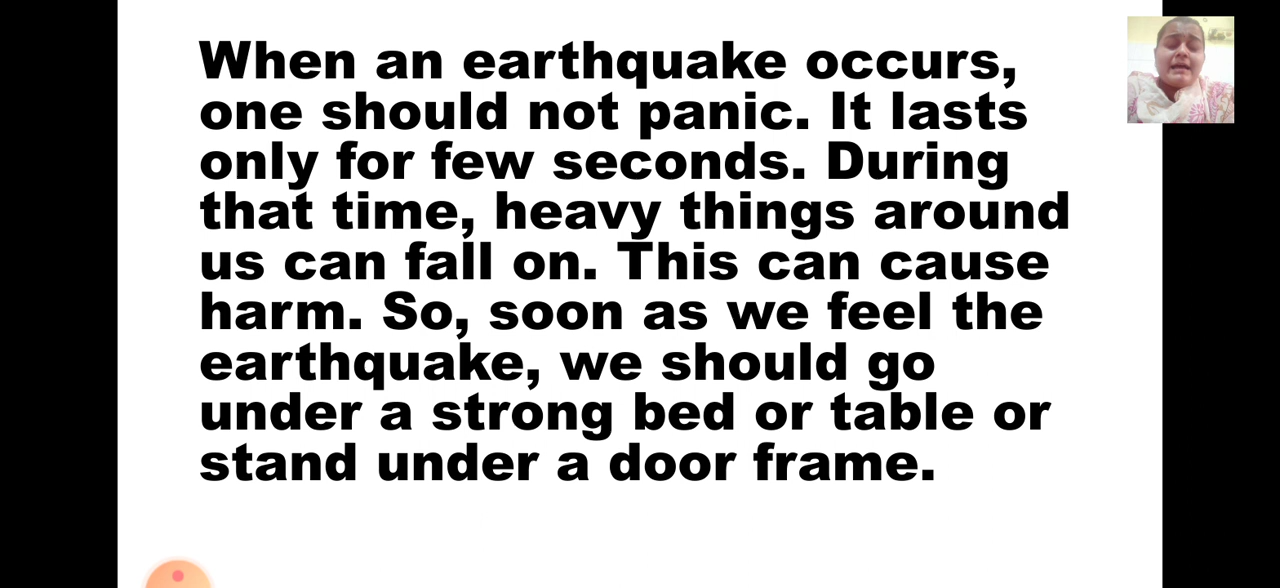 When an earthquake occurs,
one should not panic. It lasts
only for few seconds. During
that time, heavy things around
us can fall on. This can cause
harm. So, soon as we feel the
earthquake, we should go
under a strong bed or table or
stand under a door frame.